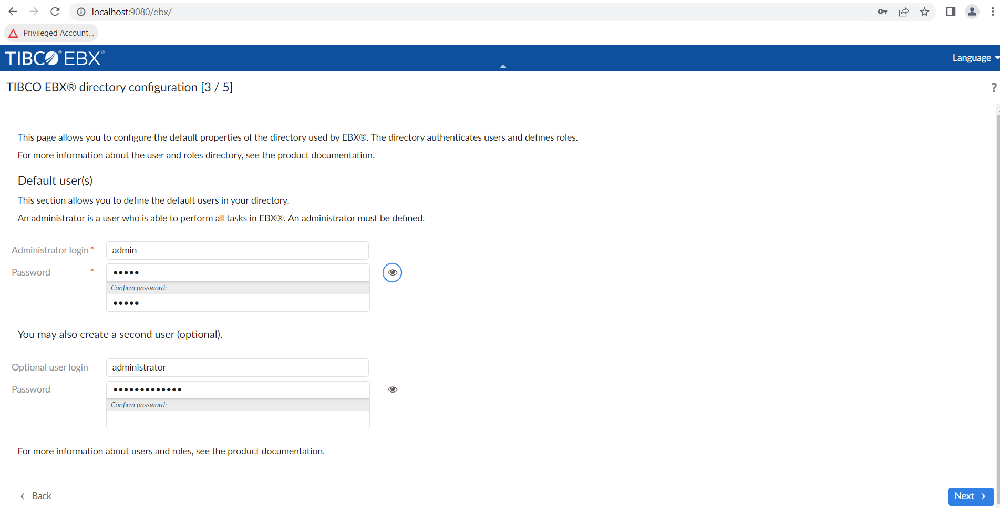 localhost:9080/ebx/
Privileged Account...
TIBCO® EBX®
Language
TIBCO EBX® directory configuration [3 / 5]
?
This page allows you to configure the default properties of the directory used by EBX®. The directory authenticates users and defines roles.
For more information about the user and roles directory, see the product documentation.
Default user(s)
This section allows you to define the default users in your directory.
An administrator is a user who is able to perform all tasks in EBX®. An administrator must be defined.
Administrator login * admin
Password * •••••
Confirm password:
•••••
You may also create a second user (optional).
Optional user login administrator
Password •••••••••••••
Confirm password:
For more information about users and roles, see the product documentation.
Back
Next